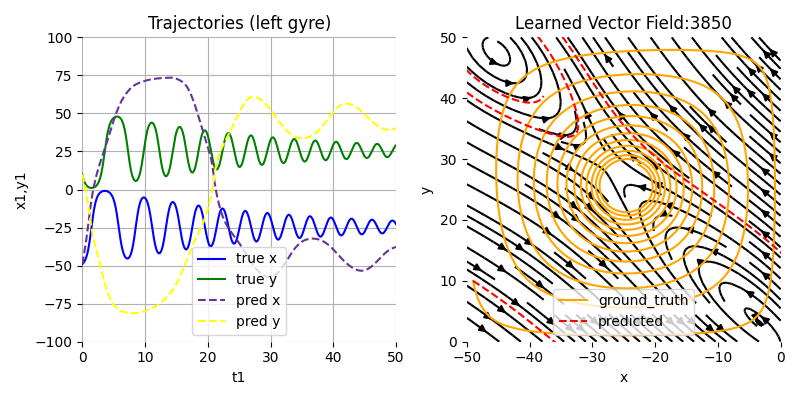 Trajectories (left gyre)
100
75
50
25
0
−25
−50
−75
−100
x1,y1
0
10
20
30
40
50
t1
true x
true y
pred x
pred y
Learned Vector Field:3850
50
40
30
20
10
0
y
−50
−40
−30
−20
−10
0
x
ground_truth
predicted